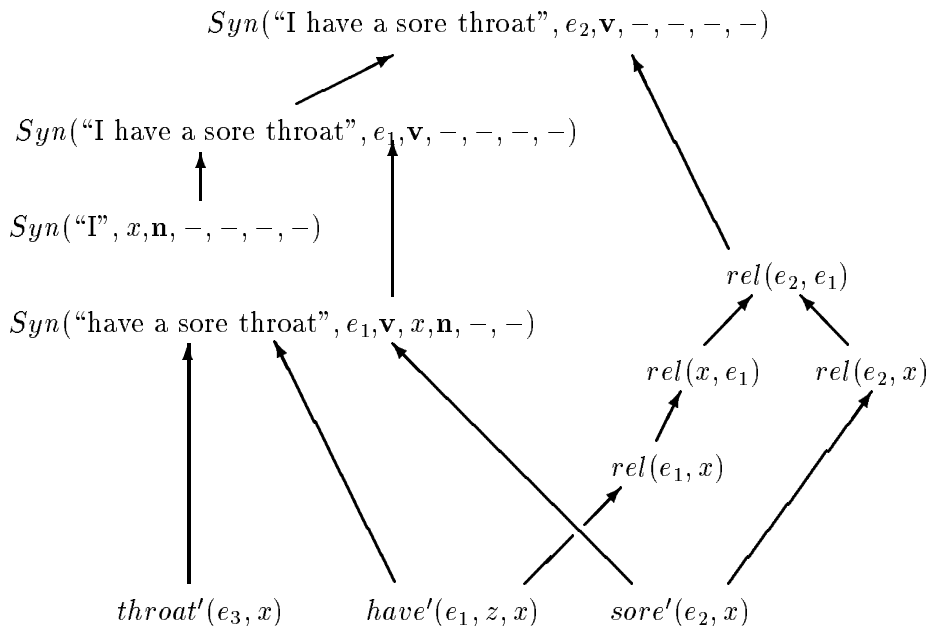 Syn(“I have a sore throat”, e₂,v, −, −, −, −)
Syn(“I have a sore throat”, e₁,v, −, −, −, −)
Syn(“I”, x,n, −, −, −, −)
rel(e₂, e₁)
Syn(“have a sore throat”, e₁,v, x,n, −, −)
rel(x, e₁) rel(e₂, x)
rel(e₁, x)
throat′(e₃, x) have′(e₁, z, x) sore′(e₂, x)